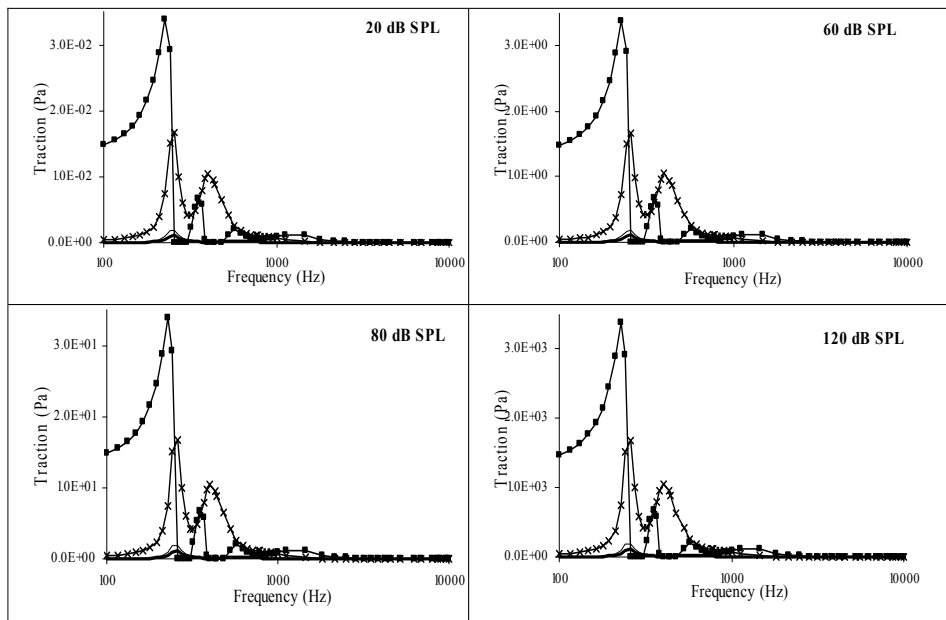 20 dB SPL
3.0E-02
2.0E-02
1.0E-02
0.0E+00
Traction (Pa)
100
1000
10000
Frequency (Hz)
60 dB SPL
3.0E+00
2.0E+00
1.0E+00
0.0E+00
Traction (Pa)
100
1000
10000
Frequency (Hz)
80 dB SPL
3.0E+01
2.0E+01
1.0E+01
0.0E+00
Traction (Pa)
100
1000
10000
Frequency (Hz)
120 dB SPL
3.0E+03
2.0E+03
1.0E+03
0.0E+00
Traction (Pa)
100
1000
10000
Frequency (Hz)